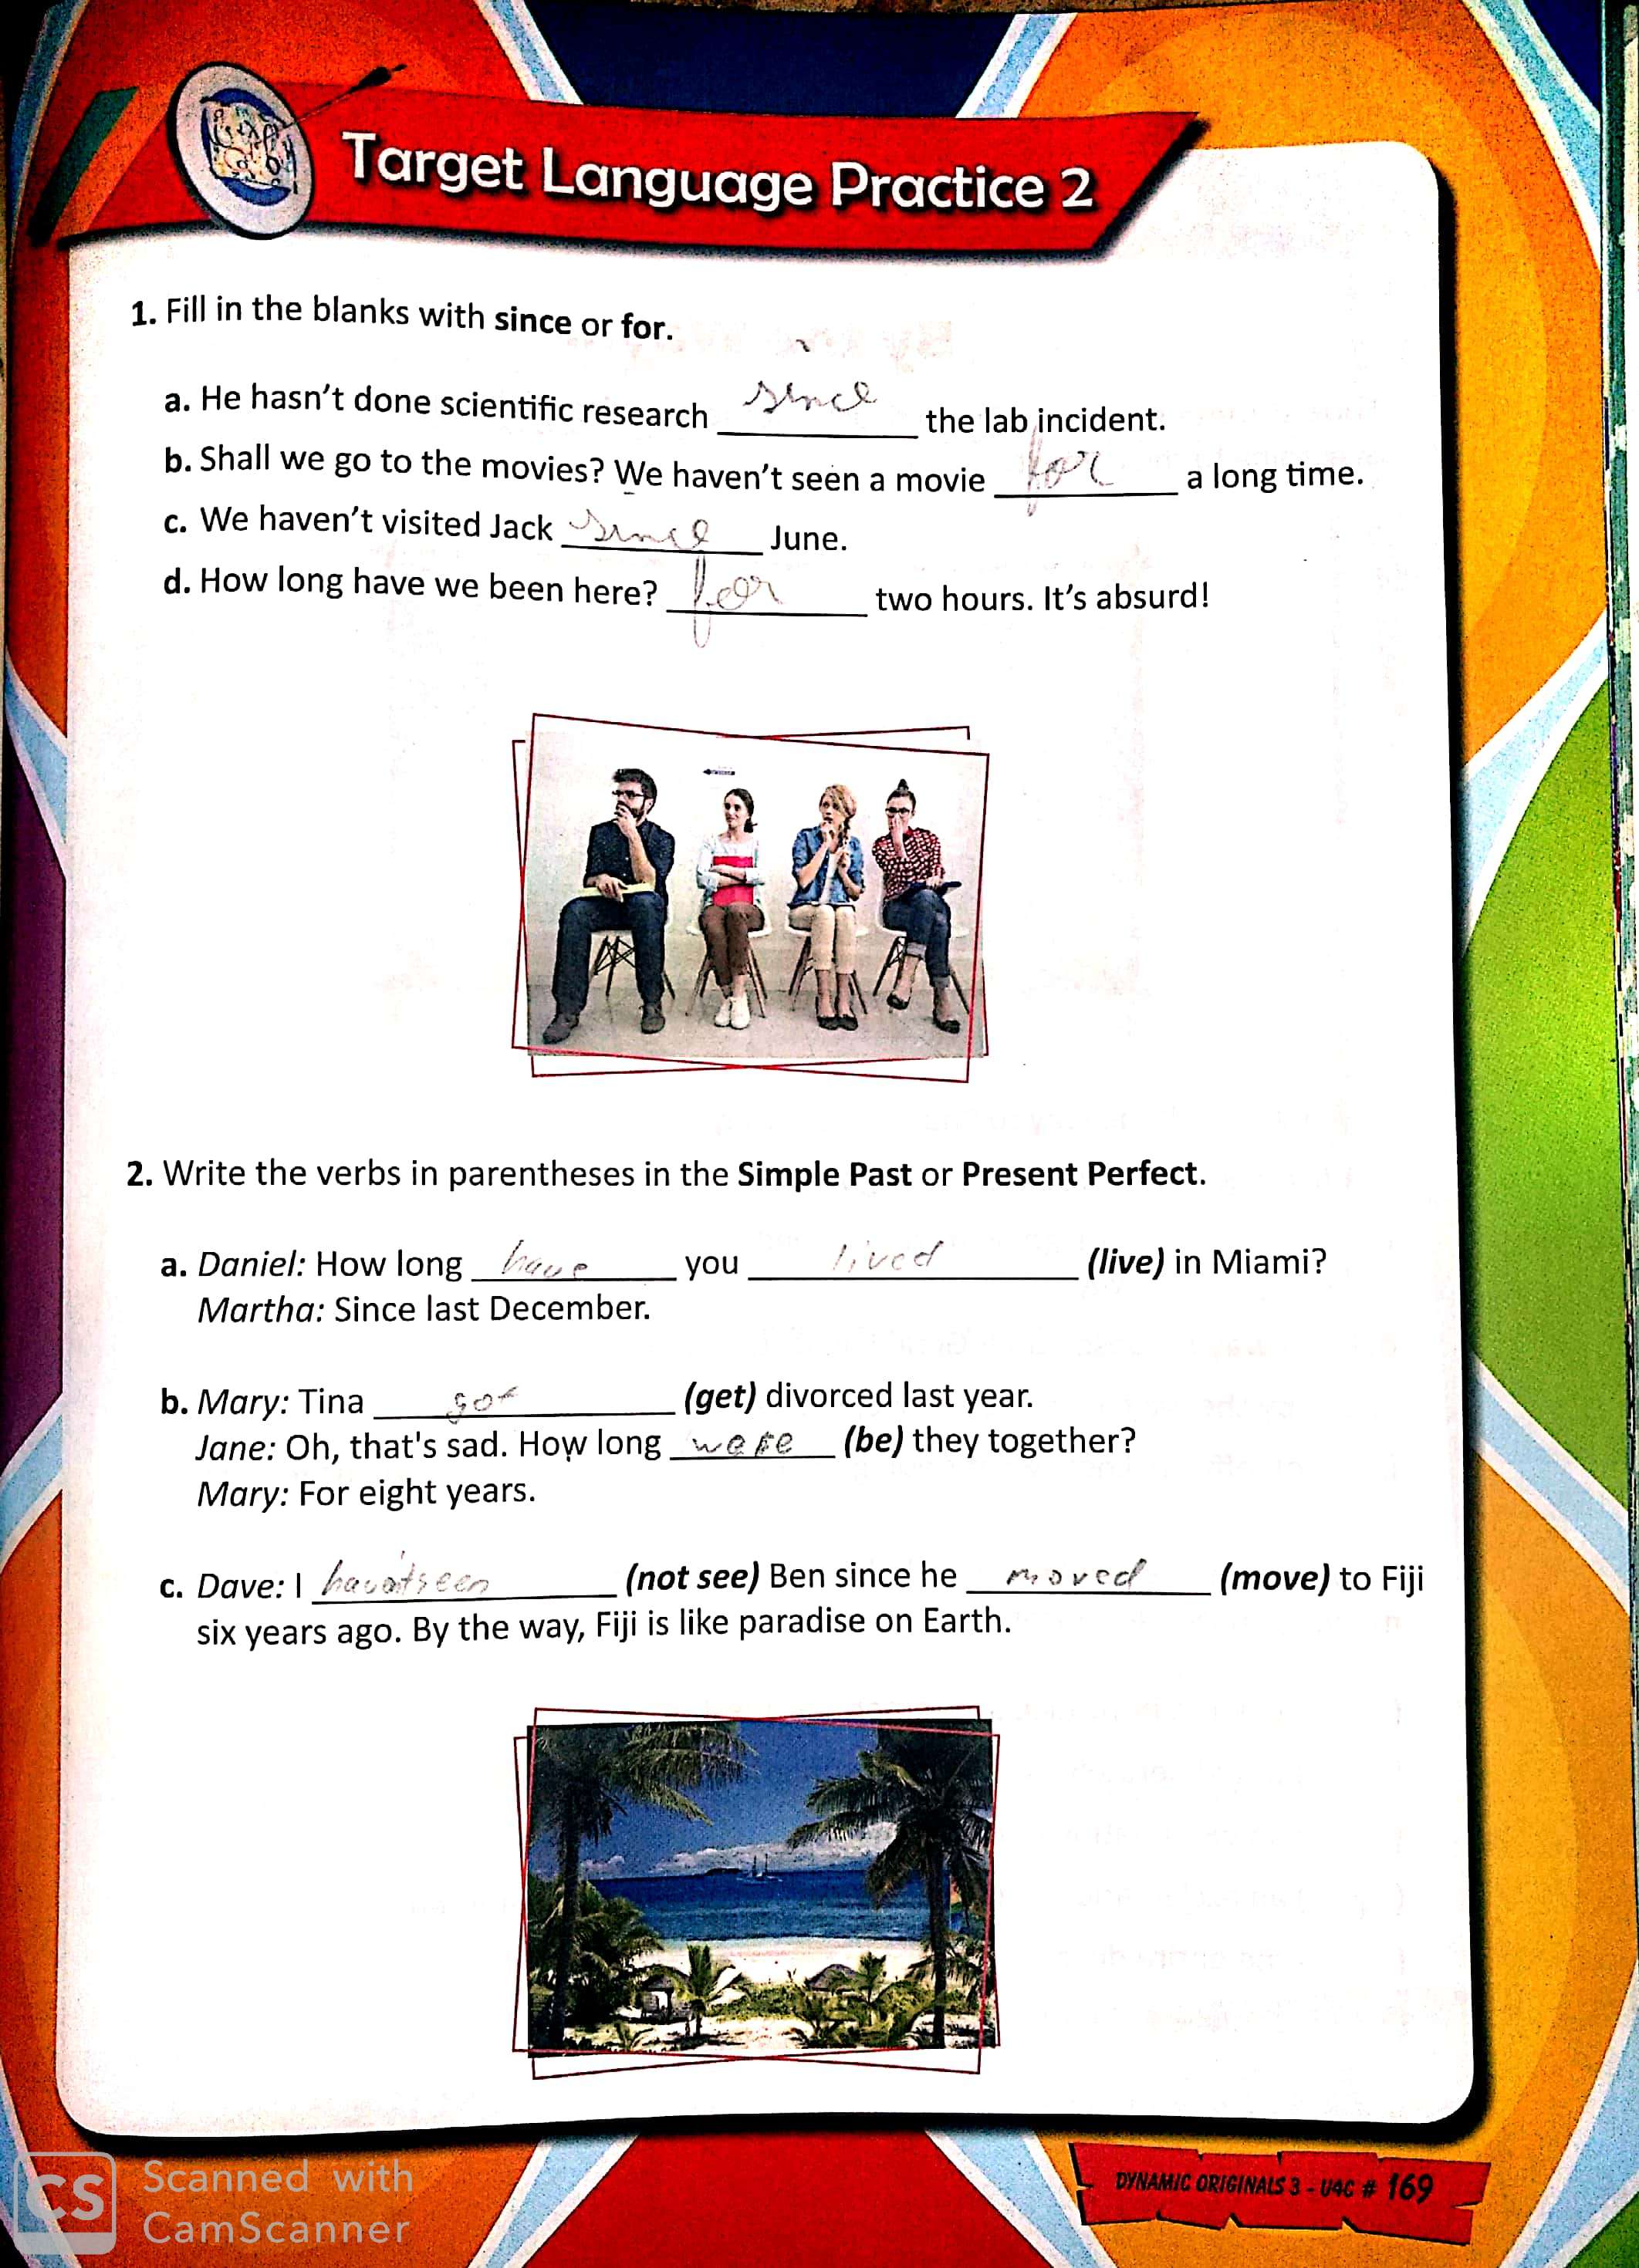 Target Language Practice 2
1. Fill in the blanks with since or for.
a. He hasn't done scientific research since the lab incident.
b. Shall we go to the movies? We haven't seen a movie for a long time.
c. We haven't visited Jack since June.
d. How long have we been here? for two hours. It's absurd!
2. Write the verbs in parentheses in the Simple Past or Present Perfect.
a. Daniel: How long have you lived (live) in Miami?
Martha: Since last December.
b. Mary: Tina got (get) divorced last year.
Jane: Oh, that's sad. How long were (be) they together?
Mary: For eight years.
c. Dave: I seen (not see) Ben since he moved (move) to Fiji
six years ago. By the way, Fiji is like paradise on Earth.
DYNAMIC ORIGINALS 3 - U4C # 169
CS Scanned with
CamScanner